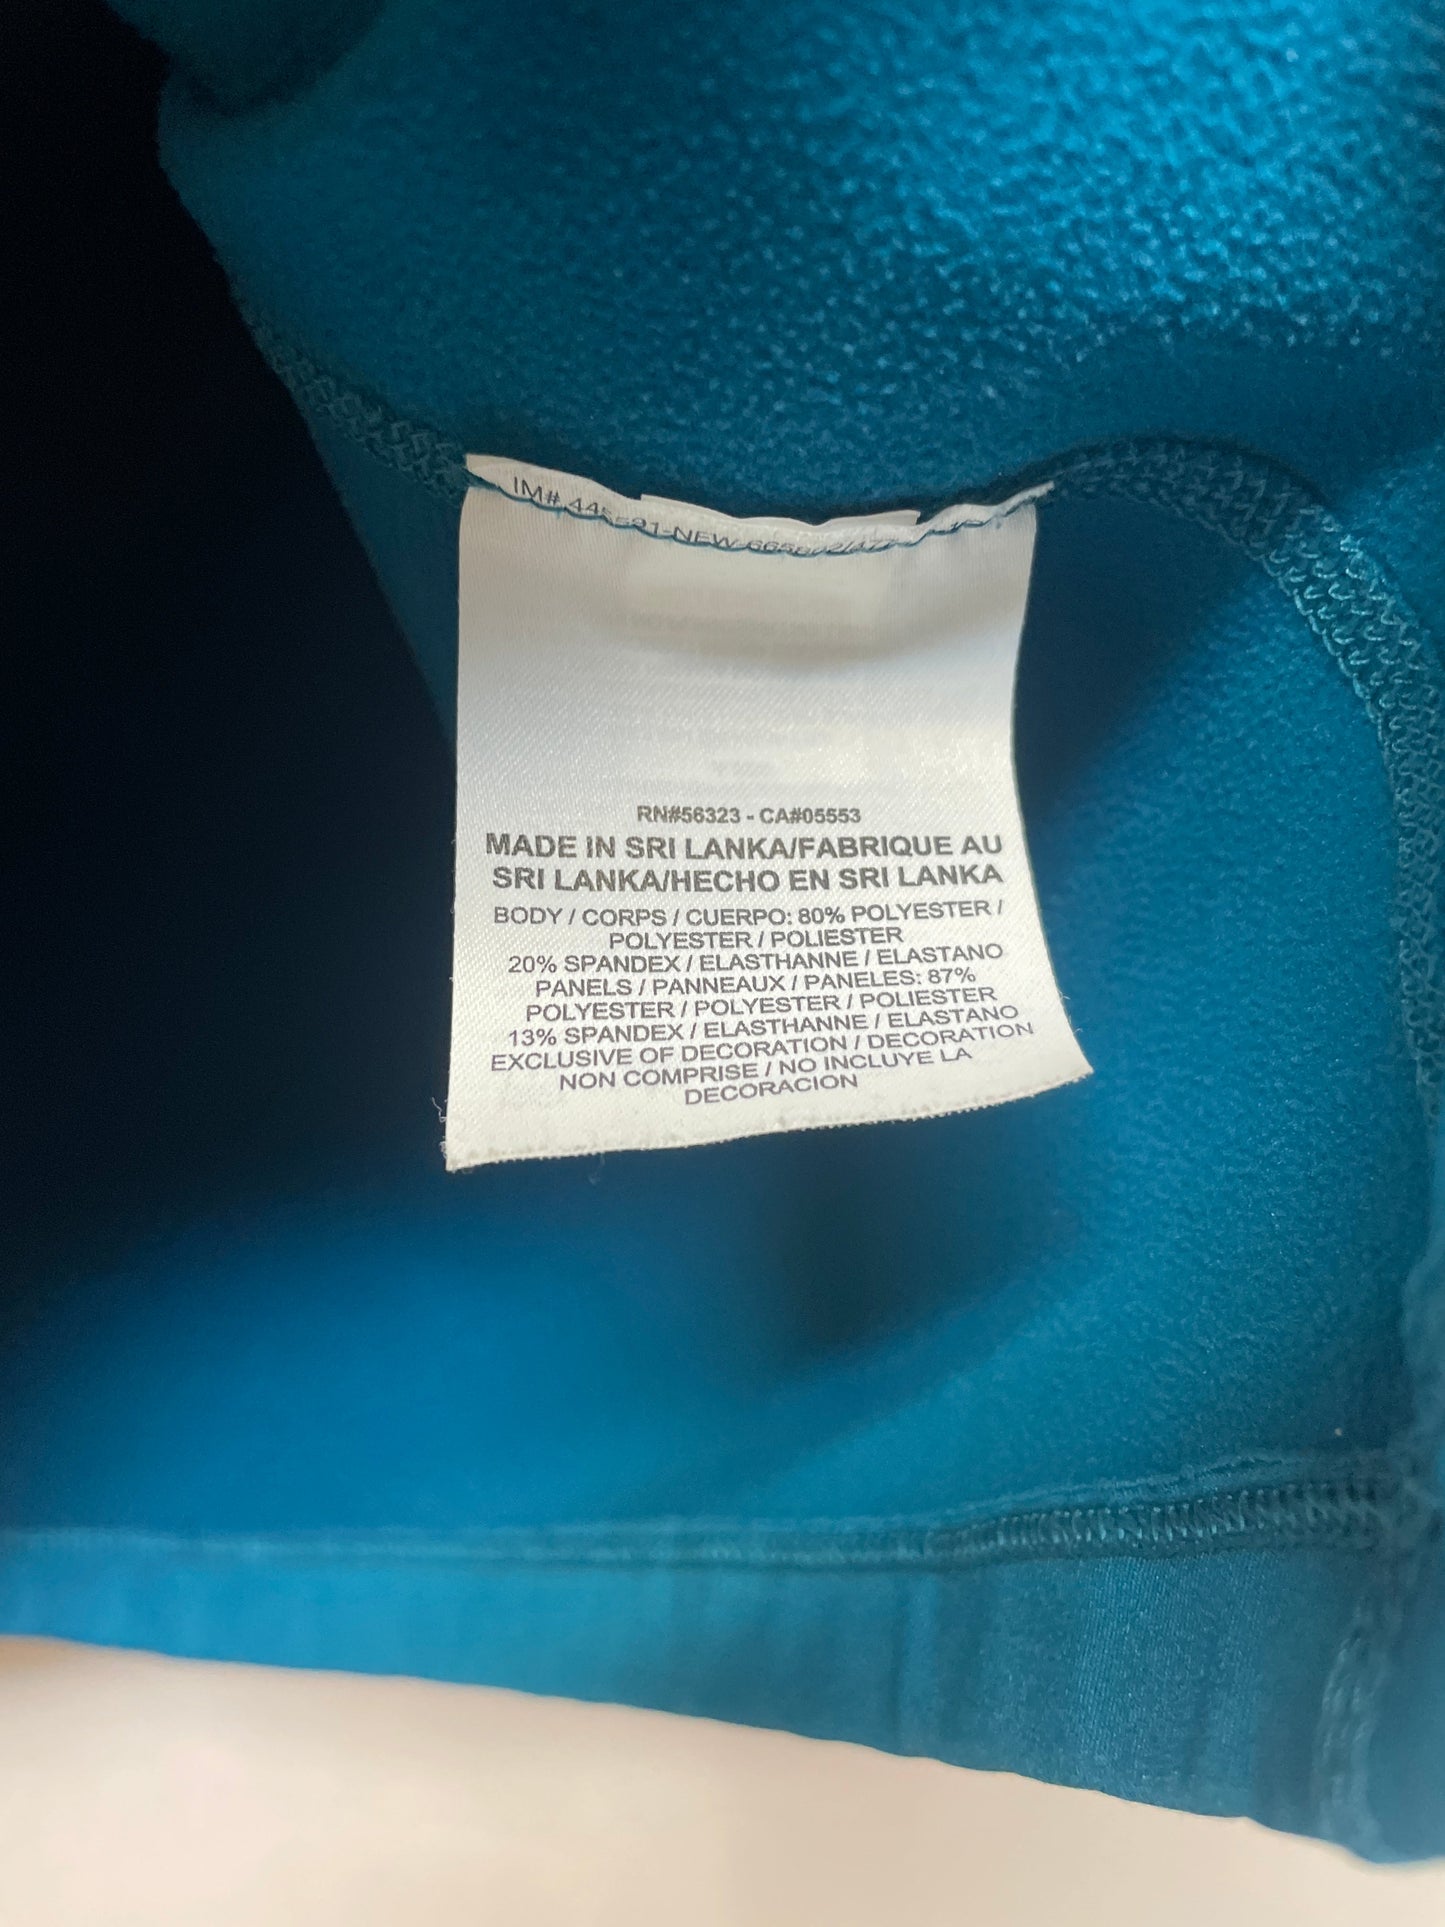 IM#
RN#56323 - CA#05553
MADE IN SRI LANKA/FABRIQUE AU
SRI LANKA/HECHO EN SRI LANKA
BODY / CORPS / CUERPO: 80% POLYESTER /
POLYESTER / POLIESTER
20% SPANDEX / ELASTHANNE / ELASTANO
PANELS / PANNEAUX / PANELES: 87%
POLYESTER / POLYESTER / POLIESTER
13% SPANDEX / ELASTHANNE / ELASTANO
EXCLUSIVE OF DECORATION / DECORATION
NON COMPRISE / NO INCLUYE LA
DECORACION